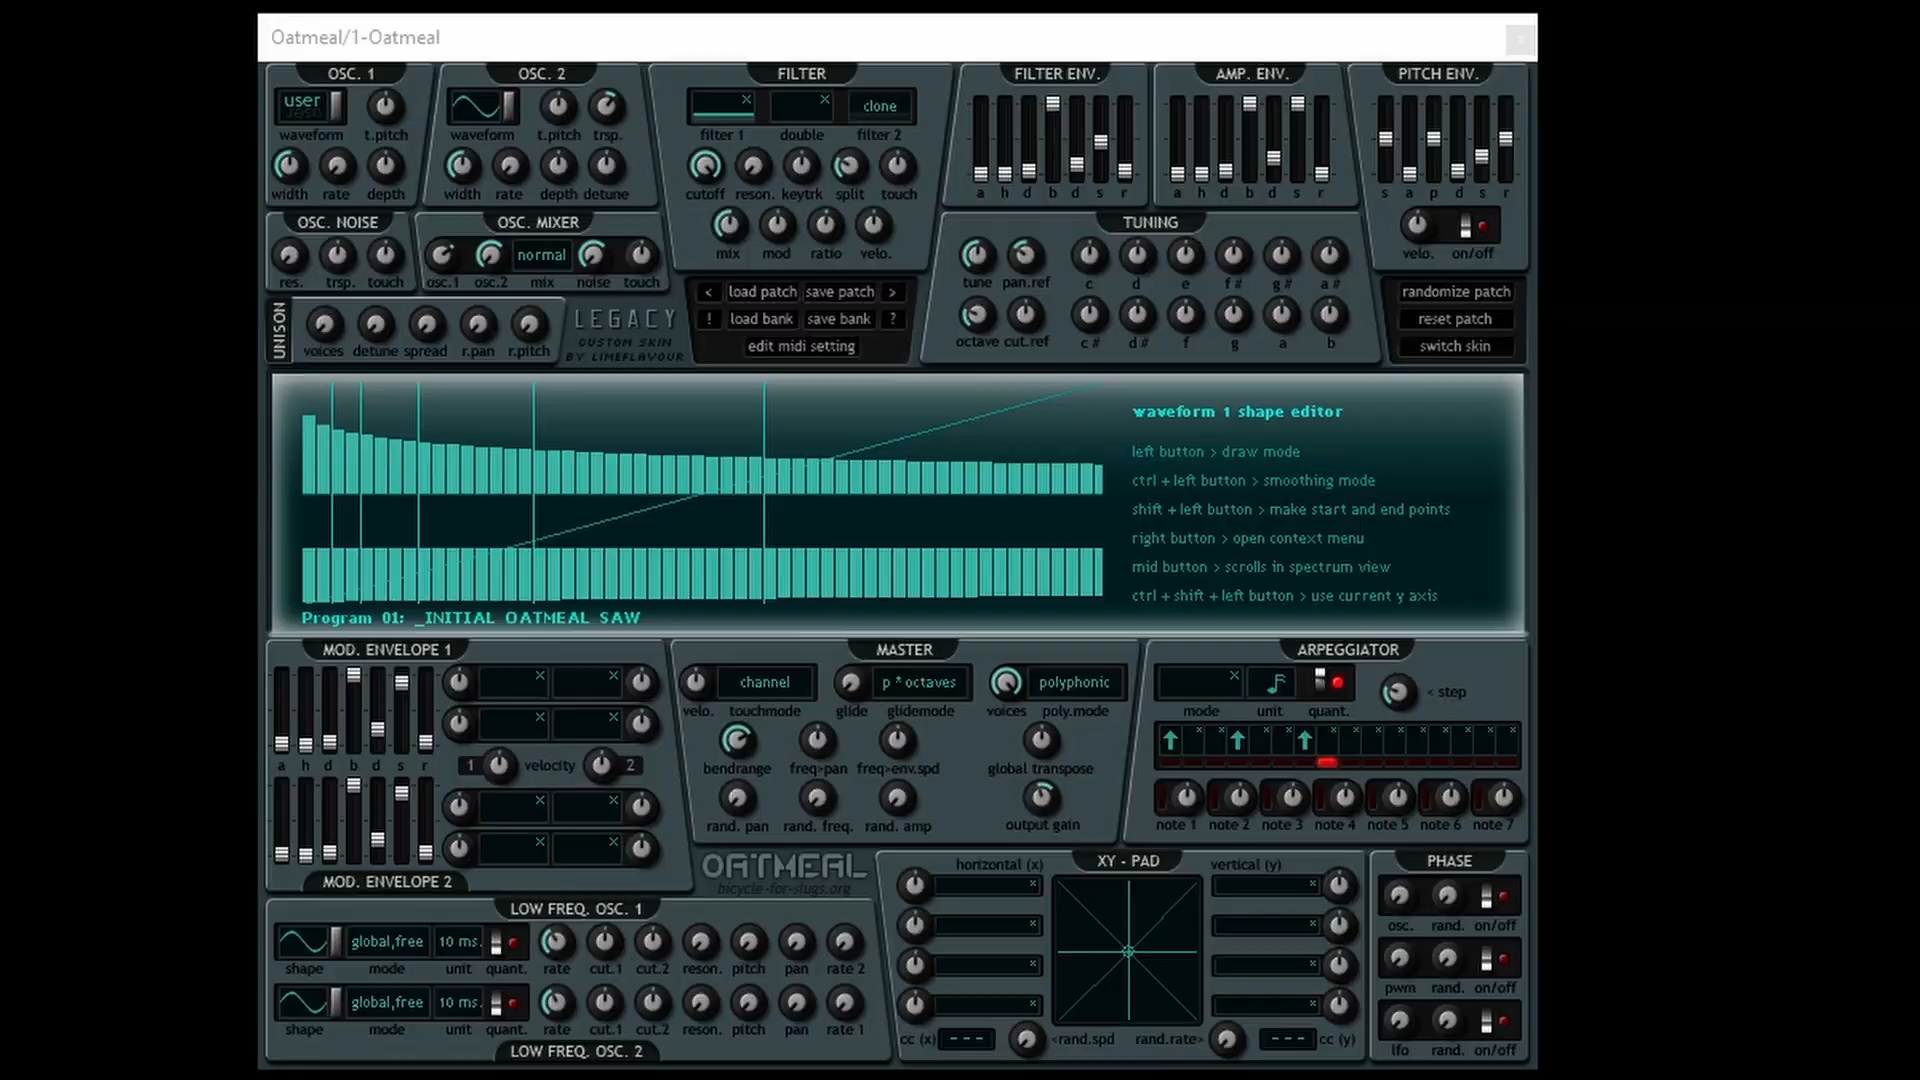 Oatmeal/1-Oatmeal
OSC. 1
user
waveform t.pitch
width rate depth
OSC. 2
waveform t.pitch trsp.
width rate depth detune
FILTER
× × clone
filter 1 double filter 2
cutoff reson. keytrk split touch
mix mod ratio velo.
FILTER ENV.
a h d b d s r
AMP. ENV.
a h d b d s r
PITCH ENV.
s a p d s r
velo. on/off
OSC. NOISE
res. trsp. touch
OSC. MIXER
normal
osc.1 osc.2 mix noise touch
TUNING
tune pan.ref c d e f# g# a#
octave cut.ref c# d# f g a b
UNISON
voices detune spread r.pan r.pitch
LEGACY
CUSTOM SKIN
BY LIMEFLAVOUR
< load patch save patch >
! load bank save bank ?
edit midi setting
randomize patch
reset patch
switch skin
waveform 1 shape editor
left button > draw mode
ctrl + left button > smoothing mode
shift + left button > make start and end points
right button > open context menu
mid button > scrolls in spectrum view
ctrl + shift + left button > use current y axis
Program 01: _INITIAL OATMEAL SAW
MOD. ENVELOPE 1
a h d b d s r
1 velocity 2
MOD. ENVELOPE 2
MASTER
channel p * octaves polyphonic
velo. touchmode glide glidemode voices poly.mode
bendrange freq>pan freq>env.spd global transpose
rand. pan rand. freq. rand. amp output gain
ARPEGGIATOR
< step
mode unit quant.
note 1 note 2 note 3 note 4 note 5 note 6 note 7
OATMEAL
bicycle-for-slugs.org
LOW FREQ. OSC. 1
global,free 10 ms.
shape mode unit quant. rate cut.1 cut.2 reson. pitch pan rate 2
global,free 10 ms.
shape mode unit quant. rate cut.1 cut.2 reson. pitch pan rate 1
LOW FREQ. OSC. 2
XY - PAD
horizontal (x) vertical (y)
cc (x) - - - <rand.spd rand.rate> - - - cc (y)
PHASE
osc. rand. on/off
pwm rand. on/off
lfo rand. on/off